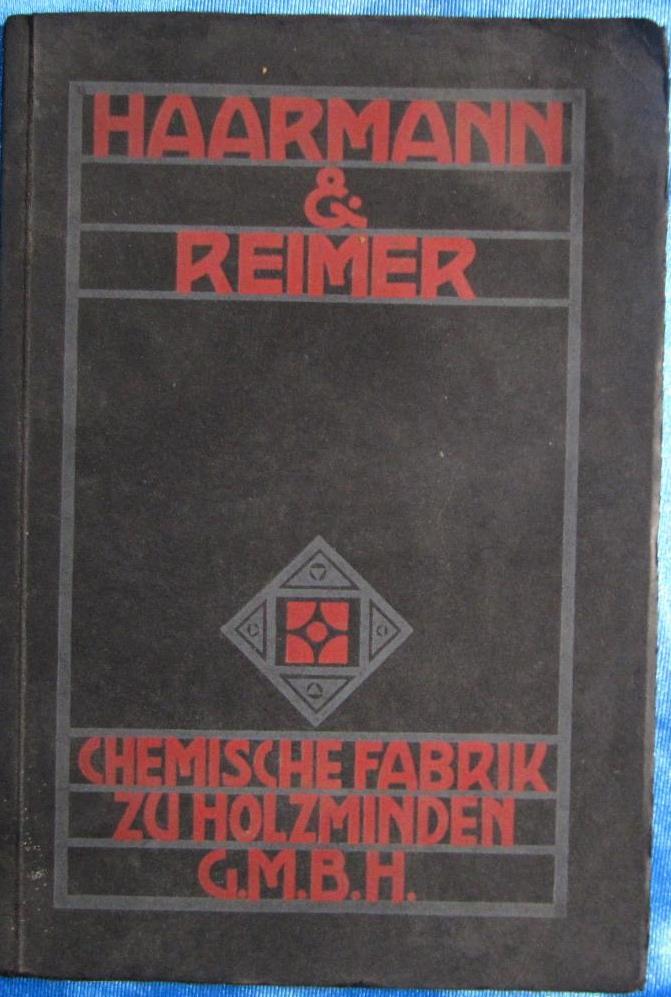 HAARMANN
&
REIMER
CHEMISCHE FABRIK
ZU HOLZMINDEN
G.M.B.H.